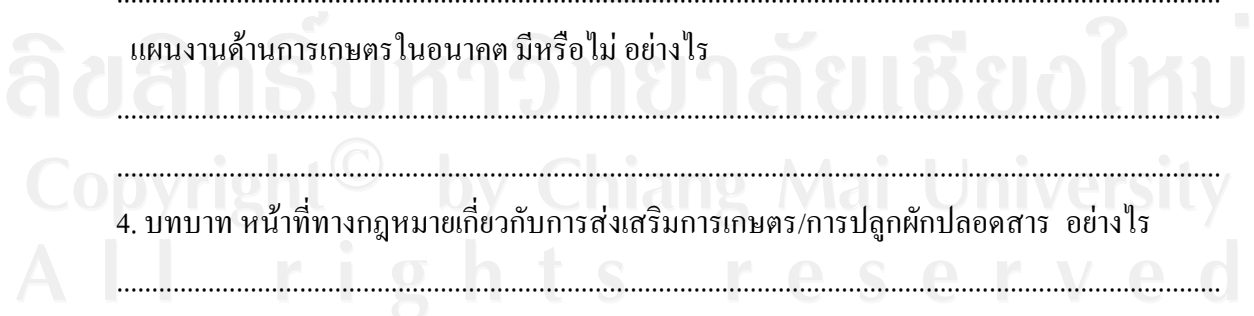 ................................................................................
แผนงานด้านการเกษตรในอนาคต มีหรือไม่ อย่างไร
ลิขสิทธิ์มหาวิทยาลัยเชียงใหม่
................................................................................
................................................................................
Copyright© by Chiang Mai University
4. บทบาท หน้าที่ทางกฎหมายเกี่ยวกับการส่งเสริมการเกษตร/การปลูกผักปลอดสาร อย่างไร
All rights reserved
................................................................................